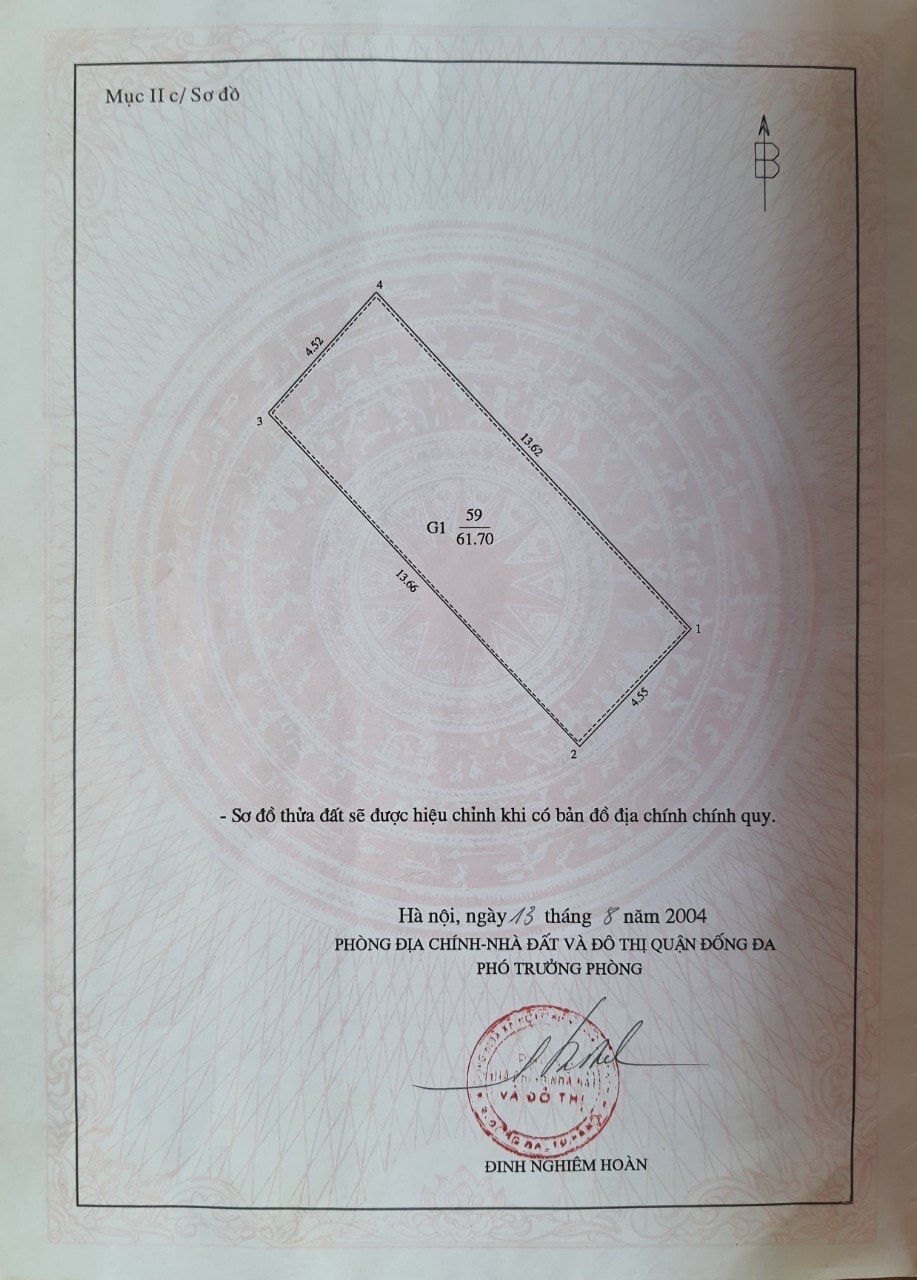 Mục II c/ Sơ đồ
B
4
4.52
3
13.62
G1 59
61.70
13.66
1
4.55
2
- Sơ đồ thửa đất sẽ được hiệu chỉnh khi có bản đồ địa chính chính quy.
Hà nội, ngày 13 tháng 8 năm 2004
PHÒNG ĐỊA CHÍNH-NHÀ ĐẤT VÀ ĐÔ THỊ QUẬN ĐỐNG ĐA
PHÓ TRƯỞNG PHÒNG
VÀ ĐÔ THỊ
ĐINH NGHIÊM HOÀN